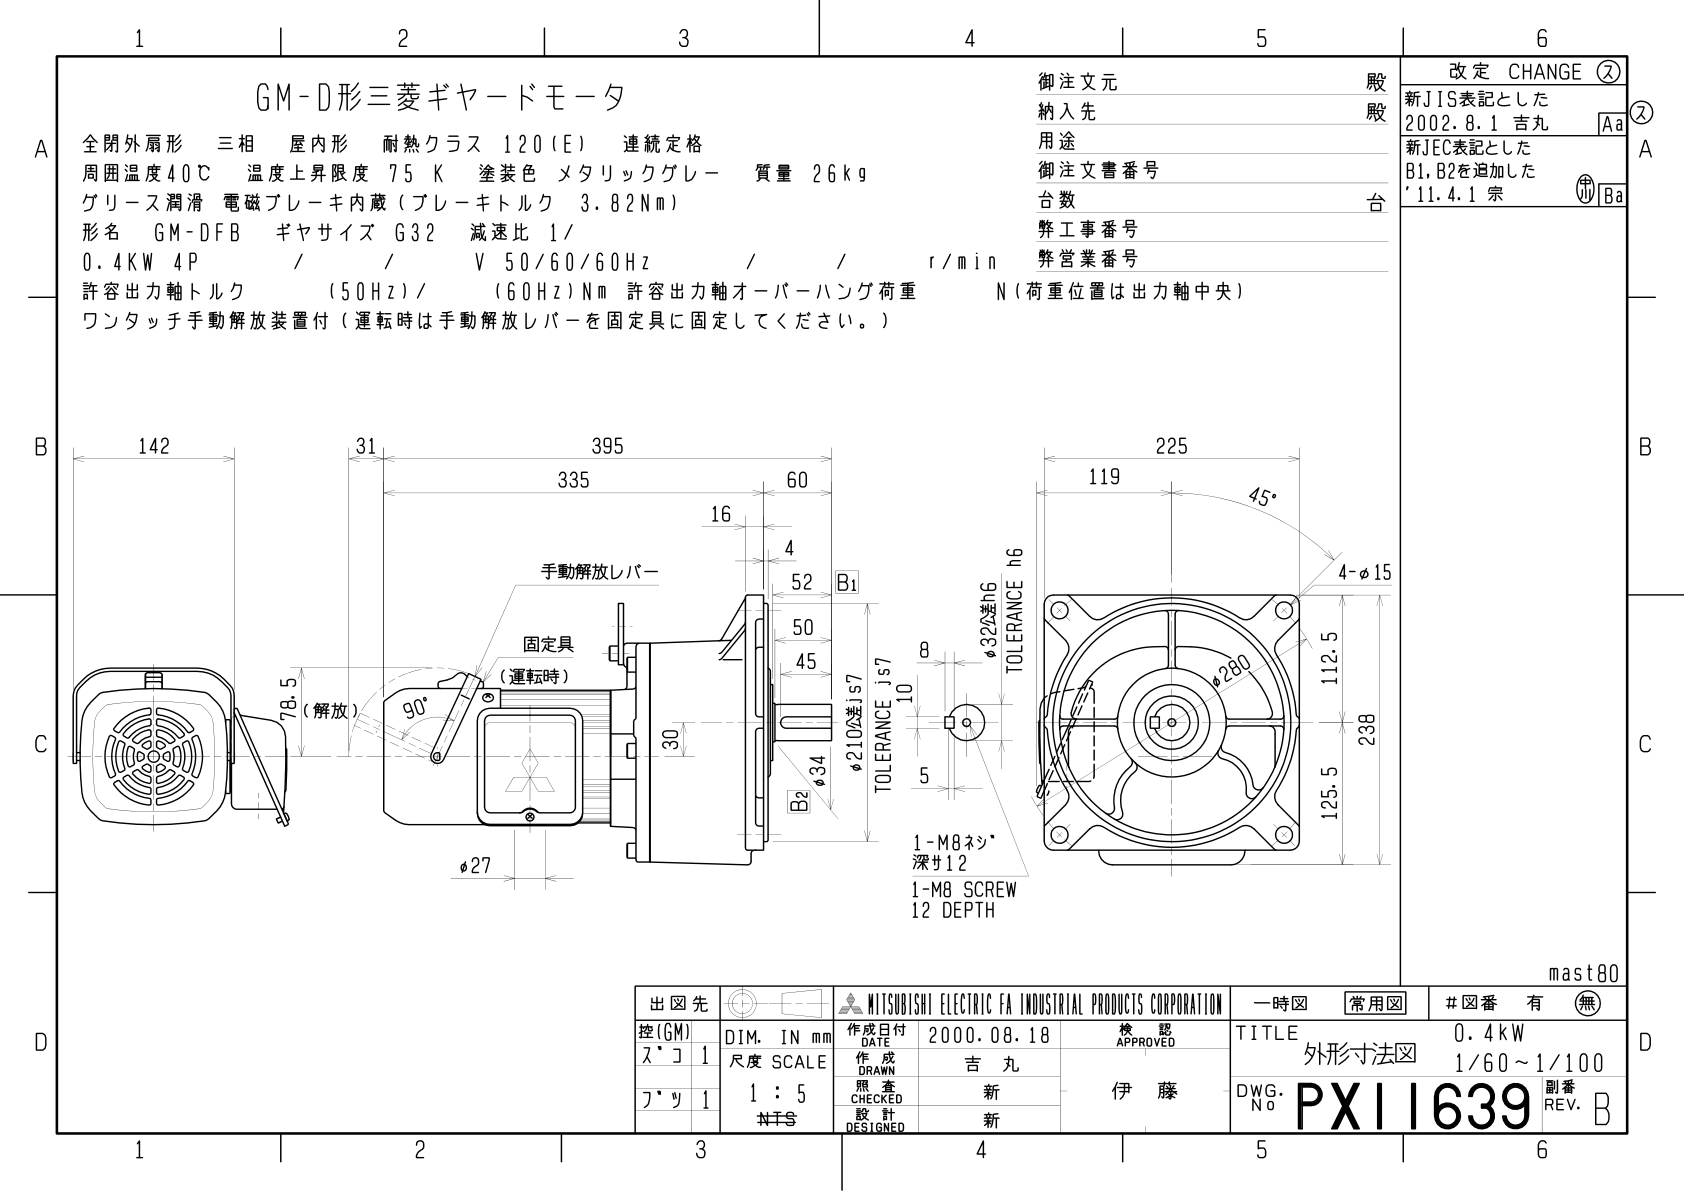 1 2 3 4 5 6
GM-D形三菱ギヤードモータ
全閉外扇形 三相 屋内形 耐熱クラス 120(E) 連続定格
周囲温度40℃ 温度上昇限度 75 K 塗装色 メタリックグレー 質量 26kg
グリース潤滑 電磁ブレーキ内蔵(ブレーキトルク 3.82Nm)
形名 GM-DFB ギヤサイズ G32 減速比 1/
0.4KW 4P / / V 50/60/60Hz / / r/min
許容出力軸トルク (50Hz)/ (60Hz)Nm 許容出力軸オーバーハング荷重 N(荷重位置は出力軸中央)
ワンタッチ手動解放装置付(運転時は手動解放レバーを固定具に固定してください。)
御注文元 殿
納入先 殿
用途
御注文書番号
台数 台
弊工事番号
弊営業番号
改定 CHANGE ス
新JIS表記とした
2002.8.1 吉丸 Aa
ス
新JEC表記とした
B1,B2を追加した
'11.4.1 宗 Ba
A A
B B
C C
D D
142
31
395
335
60
16
4
52 B1
50
45
手動解放レバー
固定具
(運転時)
(解放)
78.5
90°
30
φ27
φ34
B2
φ210公差js7
TOLERANCE js7
8
10
5
φ32公差h6
TOLERANCE h6
1-M8ネジ
深サ12
1-M8 SCREW
12 DEPTH
225
119
45°
4-φ15
φ280
112.5
125.5
238
mast80
出図先
控(GM)
ズコ 1
ブツ 1
DIM. IN mm
尺度 SCALE
1 : 5
NTS
MITSUBISHI ELECTRIC FA INDUSTRIAL PRODUCTS CORPORATION
作成日付
DATE
2000.08.18
作 成
DRAWN
吉 丸
照 査
CHECKED
新
設 計
DESIGNED
新
検 認
APPROVED
伊 藤
一時図 常用図 #図番 有 無
TITLE
外形寸法図
0.4kW
1/60~1/100
DWG.
No
PX11639
副番
REV. B
1 2 3 4 5 6